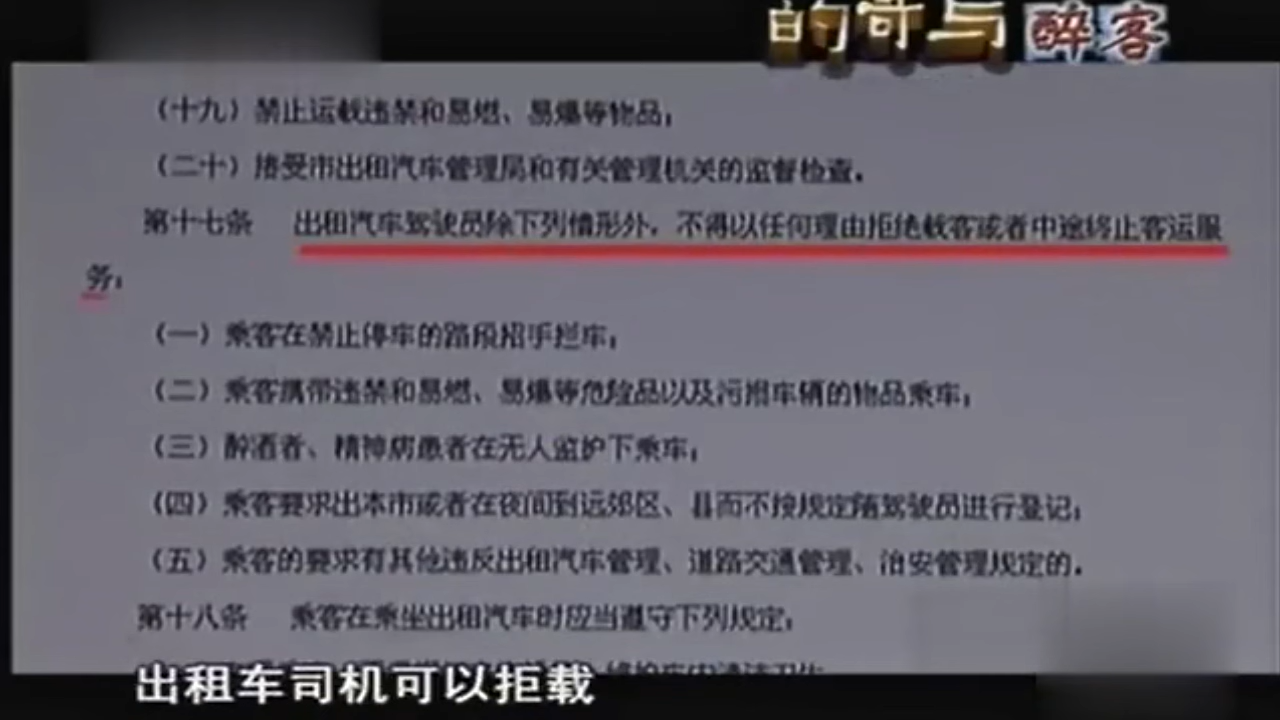 的哥与醉客
（十九）禁止运载违禁和易燃、易爆等物品；
（二十）接受市出租汽车管理局和有关管理机关的监督检查。
第十七条 出租汽车驾驶员除下列情形外，不得以任何理由拒绝载客或者中途终止客运服
务：
（一）乘客在禁止停车的路段招手拦车；
（二）乘客携带违禁和易燃、易爆等危险品以及污损车辆的物品乘车；
（三）醉酒者、精神病患者在无人监护下乘车；
（四）乘客要求出本市或者在夜间到远郊区、县而不按规定随驾驶员进行登记；
（五）乘客的要求有其他违反出租汽车管理、道路交通管理、治安管理规定的。
第十八条 乘客在乘坐出租汽车时应当遵守下列规定：
出租车司机可以拒载